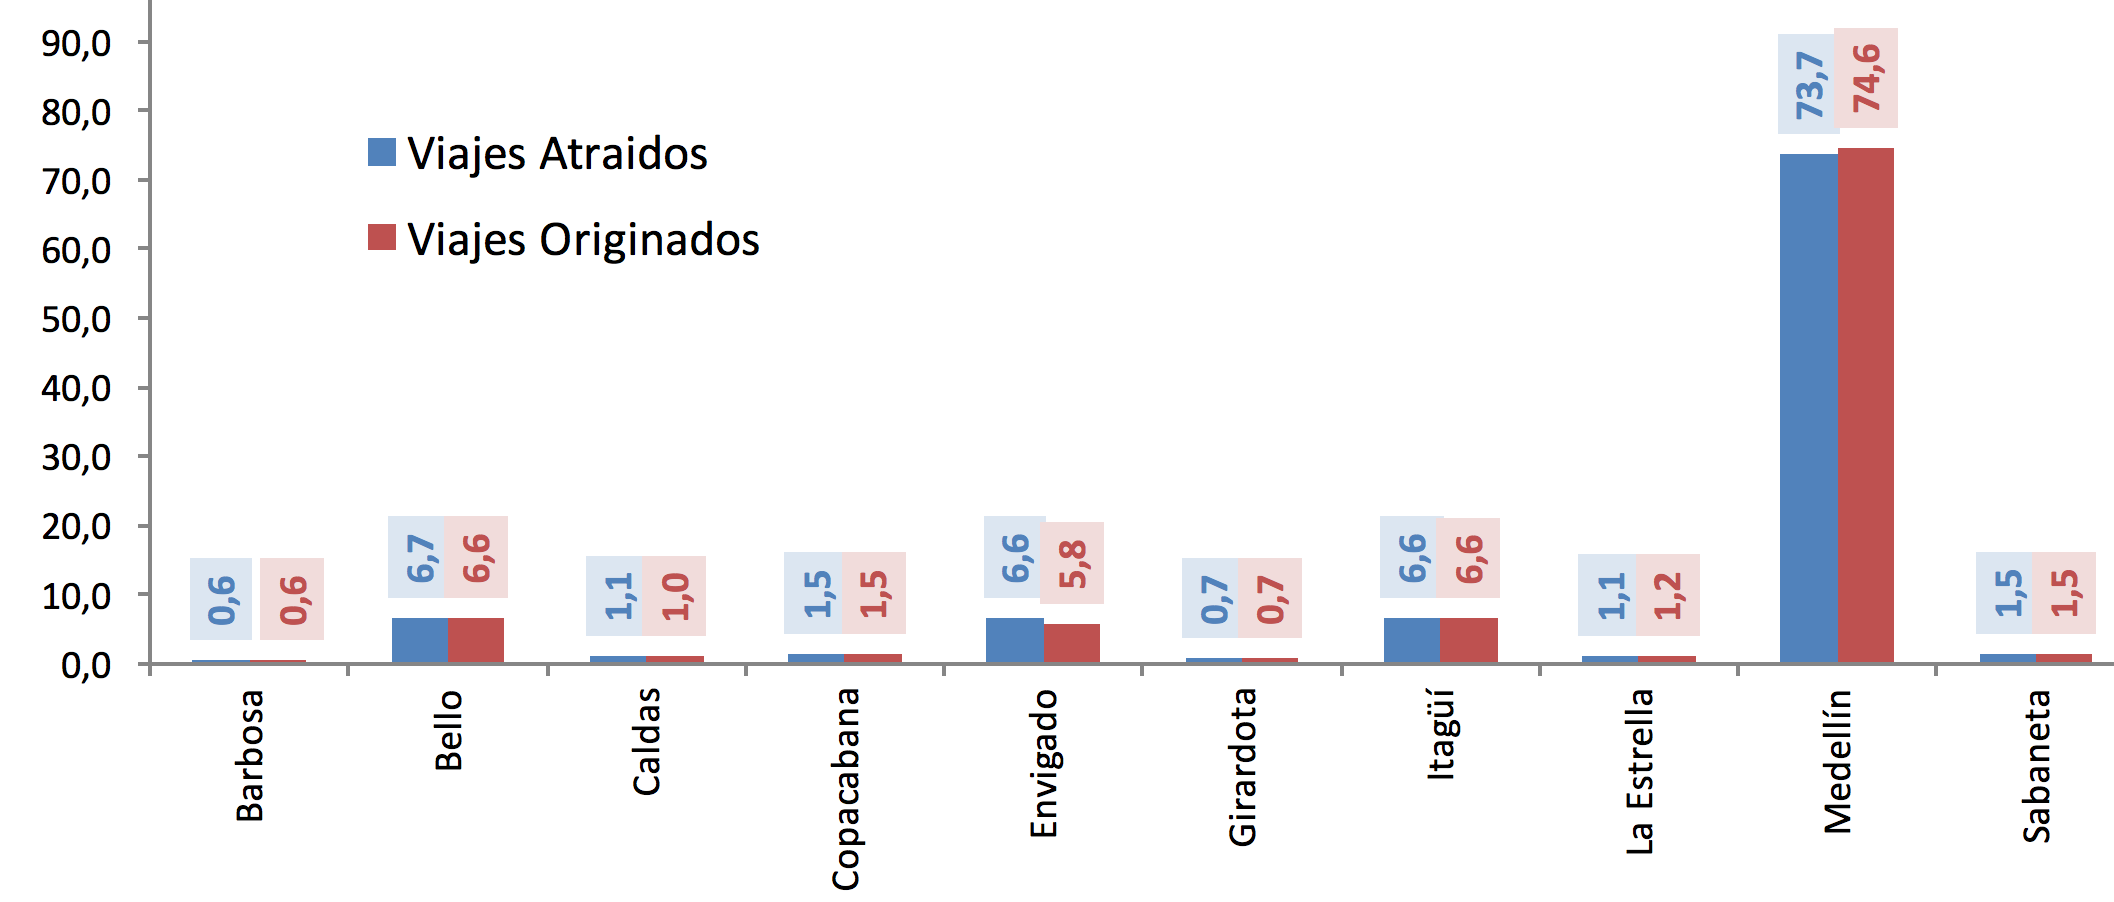 90,0
80,0
70,0
60,0
50,0
40,0
30,0
20,0
10,0
0,0
Viajes Atraidos
Viajes Originados
0,6 0,6
6,7 6,6
1,1 1,0
1,5 1,5
6,6 5,8
0,7 0,7
6,6 6,6
1,1 1,2
73,7 74,6
1,5 1,5
Barbosa
Bello
Caldas
Copacabana
Envigado
Girardota
Itagüí
La Estrella
Medellín
Sabaneta